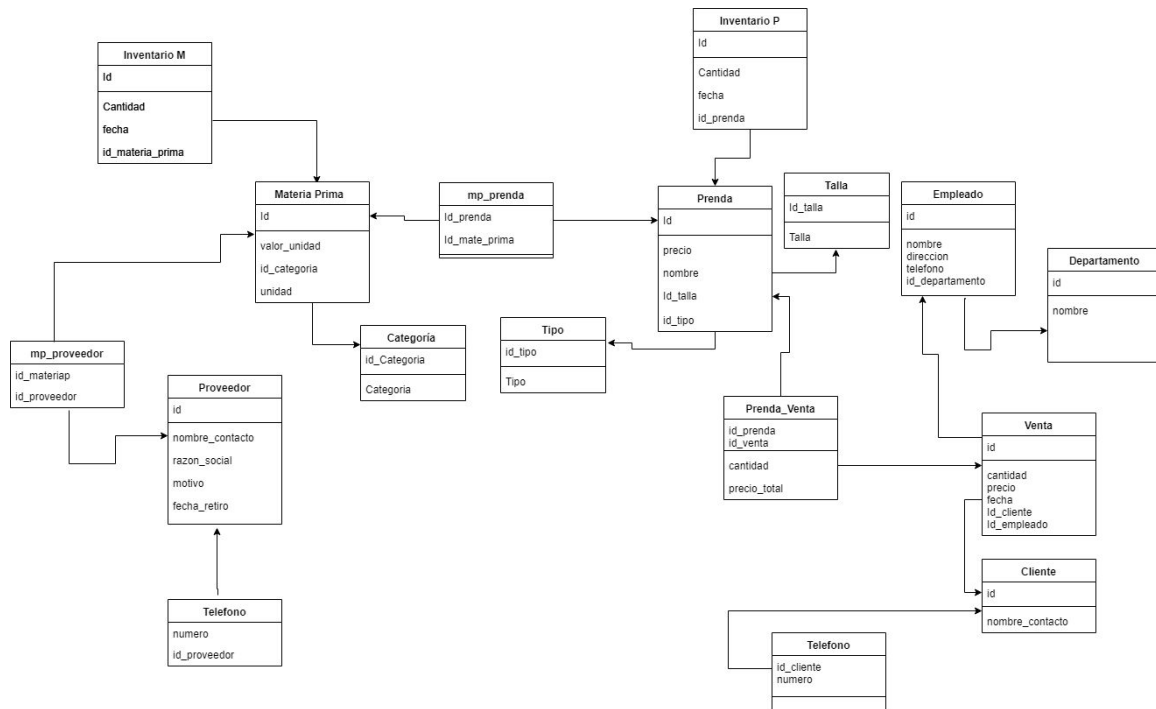 Inventario P
Id
Cantidad
fecha
id_prenda
Inventario M
Id
Cantidad
fecha
id_materia_prima
Materia Prima
Id
valor_unidad
id_categoria
unidad
mp_prenda
Id_prenda
Id_mate_prima
Prenda
Id
precio
nombre
Id_talla
id_tipo
Talla
Id_talla
Talla
Empleado
id
nombre
direccion
telefono
id_departamento
Departamento
id
nombre
mp_proveedor
id_materiap
id_proveedor
Categoría
id_Categoria
Categoria
Tipo
id_tipo
Tipo
Proveedor
id
nombre_contacto
razon_social
motivo
fecha_retiro
Prenda_Venta
id_prenda
id_venta
cantidad
precio_total
Venta
id
cantidad
precio
fecha
Id_cliente
Id_empleado
Cliente
id
nombre_contacto
Telefono
numero
id_proveedor
Telefono
id_cliente
numero